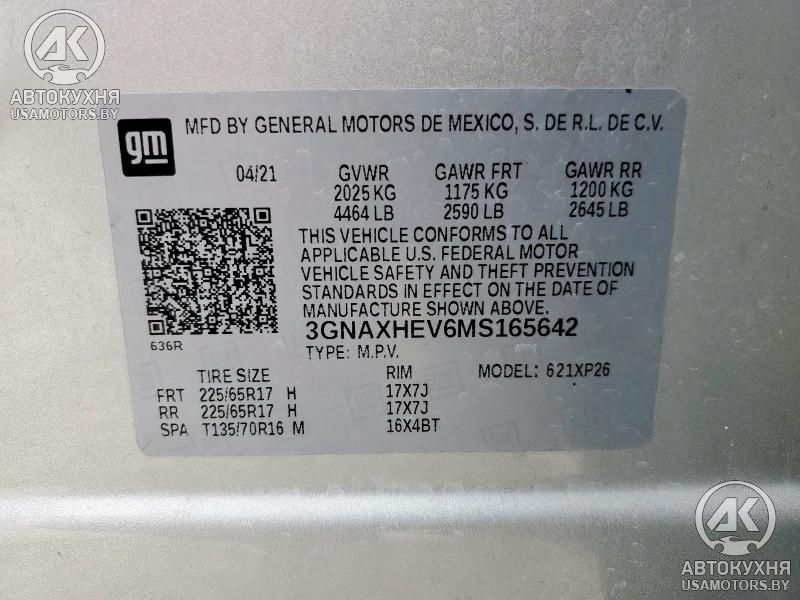 AK
АВТОКУХНЯ
USAMOTORS.BY
gm
MFD BY GENERAL MOTORS DE MEXICO, S. DE R.L. DE C.V.
04/21 GVWR GAWR FRT GAWR RR
2025 KG 1175 KG 1200 KG
4464 LB 2590 LB 2645 LB
THIS VEHICLE CONFORMS TO ALL
APPLICABLE U.S. FEDERAL MOTOR
VEHICLE SAFETY AND THEFT PREVENTION
STANDARDS IN EFFECT ON THE DATE OF
MANUFACTURE SHOWN ABOVE.
3GNAXHEV6MS165642
636R
TYPE: M.P.V.
TIRE SIZE RIM MODEL: 621XP26
FRT 225/65R17 H 17X7J
RR 225/65R17 H 17X7J
SPA T135/70R16 M 16X4BT
AK
АВТОКУХНЯ
USAMOTORS.BY